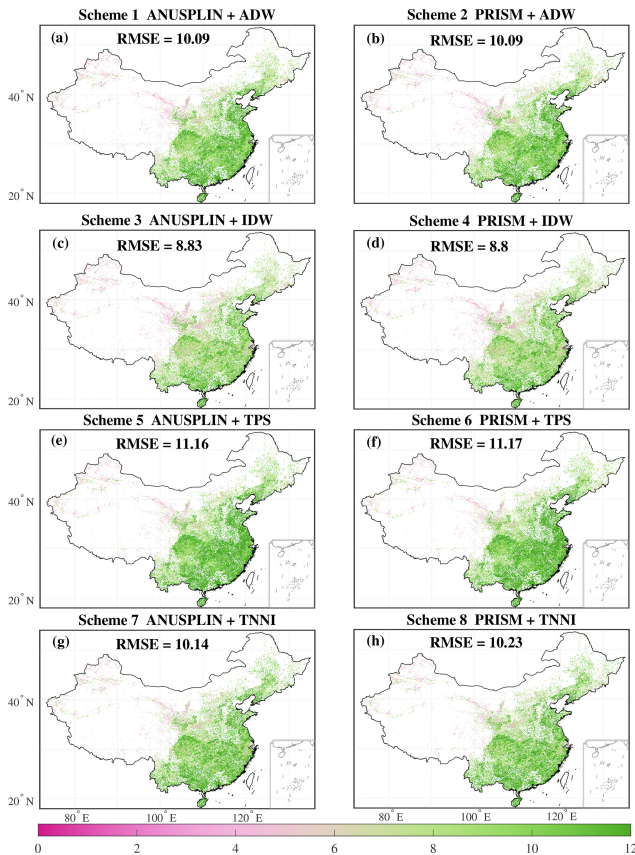 Scheme 1 ANUSPLIN + ADW
Scheme 2 PRISM + ADW
(a)
RMSE = 10.09
(b)
RMSE = 10.09
40° N
20° N
Scheme 3 ANUSPLIN + IDW
Scheme 4 PRISM + IDW
(c)
RMSE = 8.83
(d)
RMSE = 8.8
40° N
20° N
Scheme 5 ANUSPLIN + TPS
Scheme 6 PRISM + TPS
(e)
RMSE = 11.16
(f)
RMSE = 11.17
40° N
20° N
Scheme 7 ANUSPLIN + TNNI
Scheme 8 PRISM + TNNI
(g)
RMSE = 10.14
(h)
RMSE = 10.23
40° N
20° N
80° E 100° E 120° E
80° E 100° E 120° E
0 2 4 6 8 10 12